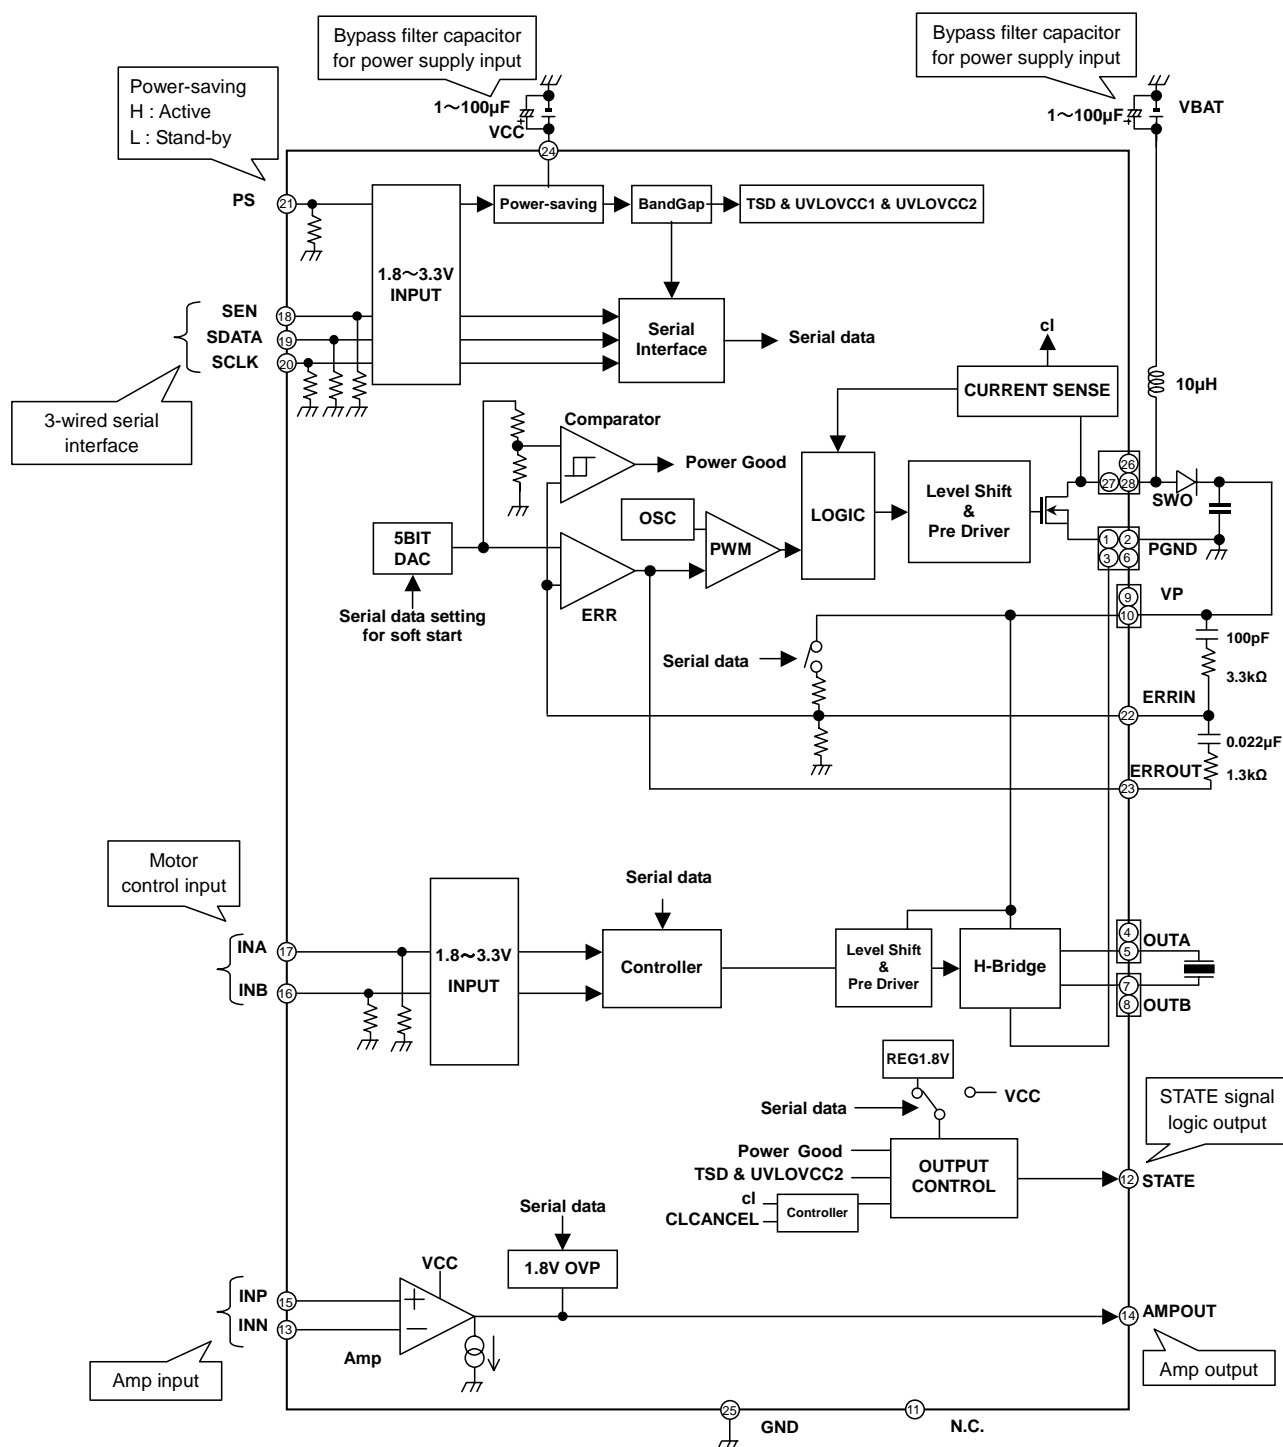 Bypass filter capacitor
for power supply input
Bypass filter capacitor
for power supply input
Power-saving
H : Active
L : Stand-by
1～100µF
VCC
1～100µF
VBAT
24
PS
21
Power-saving
BandGap
TSD & UVLOVCC1 & UVLOVCC2
1.8～3.3V
INPUT
SEN
18
SDATA
19
SCLK
20
Serial
Interface
Serial data
cl
CURRENT SENSE
10µH
3-wired serial
interface
Comparator
Power Good
26
27
28
SWO
OSC
PWM
LOGIC
Level Shift
&
Pre Driver
5BIT
DAC
1
2
3
6
PGND
Serial data setting
for soft start
ERR
9
10
VP
100pF
3.3kΩ
Serial data
ERRIN
22
0.022µF
ERROUT
1.3kΩ
23
Motor
control input
Serial data
INA
17
INB
16
1.8～3.3V
INPUT
Controller
Level Shift
&
Pre Driver
H-Bridge
4
5
OUTA
7
8
OUTB
REG1.8V
VCC
Serial data
STATE signal
logic output
Power Good
TSD & UVLOVCC2
cl
CLCANCEL
Controller
OUTPUT
CONTROL
12
STATE
Serial data
1.8V OVP
VCC
INP
15
INN
13
+
−
Amp
14
AMPOUT
Amp input
Amp output
25
GND
11
N.C.